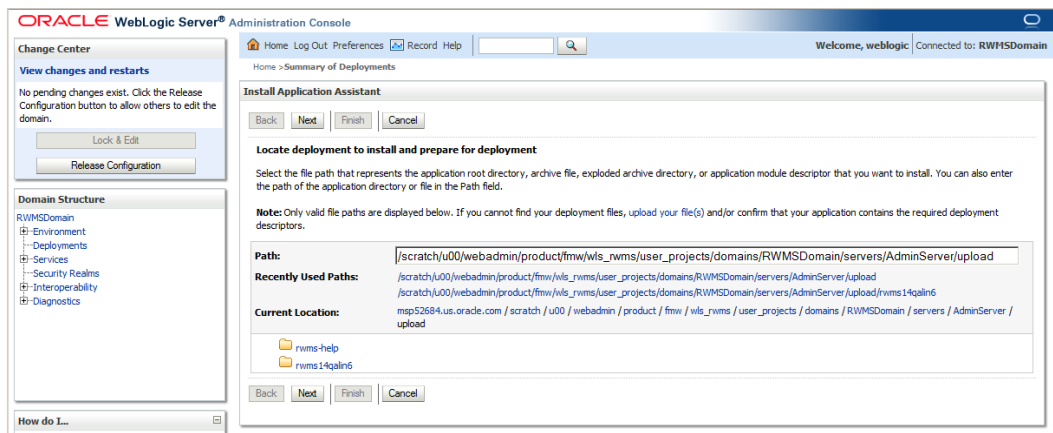 ORACLE WebLogic Server® Administration Console
Change Center
View changes and restarts
No pending changes exist. Click the Release
Configuration button to allow others to edit the
domain.
Lock & Edit
Release Configuration
Domain Structure
RWMSDomain
Environment
Deployments
Services
Security Realms
Interoperability
Diagnostics
How do I...
Home Log Out Preferences Record Help
Welcome, weblogic Connected to: RWMSDomain
Home >Summary of Deployments
Install Application Assistant
Back Next Finish Cancel
Locate deployment to install and prepare for deployment
Select the file path that represents the application root directory, archive file, exploded archive directory, or application module descriptor that you want to install. You can also enter
the path of the application directory or file in the Path field.
Note: Only valid file paths are displayed below. If you cannot find your deployment files, upload your file(s) and/or confirm that your application contains the required deployment
descriptors.
Path: /scratch/u00/webadmin/product/fmw/wls_rwms/user_projects/domains/RWMSDomain/servers/AdminServer/upload
Recently Used Paths: /scratch/u00/webadmin/product/fmw/wls_rwms/user_projects/domains/RWMSDomain/servers/AdminServer/upload
/scratch/u00/webadmin/product/fmw/wls_rwms/user_projects/domains/RWMSDomain/servers/AdminServer/upload/rwms14qalin6
Current Location: msp52684.us.oracle.com / scratch / u00 / webadmin / product / fmw / wls_rwms / user_projects / domains / RWMSDomain / servers / AdminServer /
upload
rwms-help
rwms14qalin6
Back Next Finish Cancel